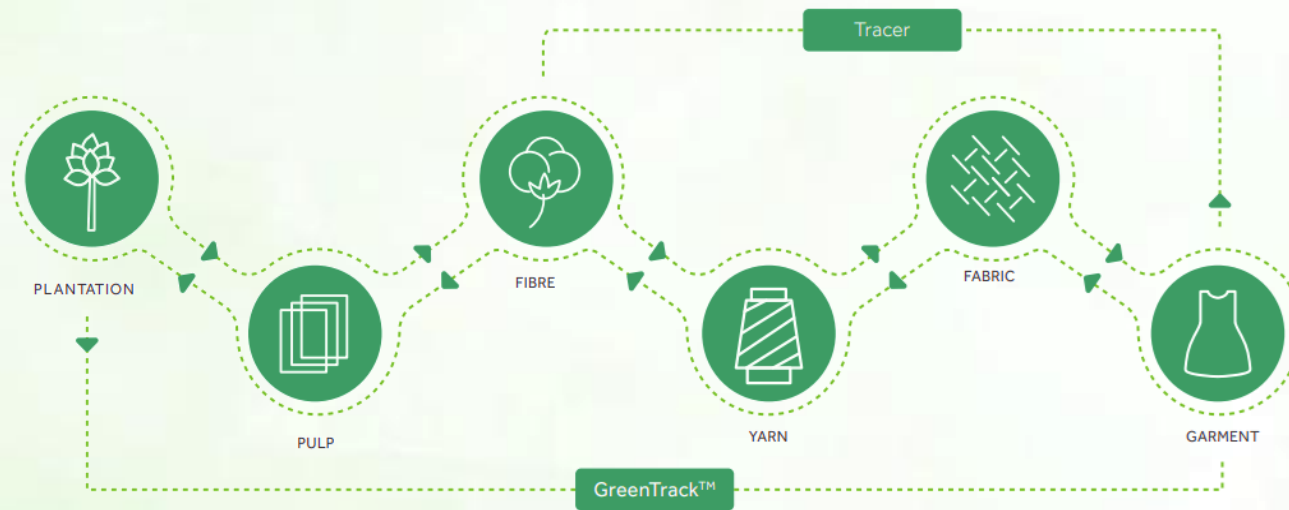 Tracer
PLANTATION
FIBRE
FABRIC
PULP
YARN
GARMENT
GreenTrack™